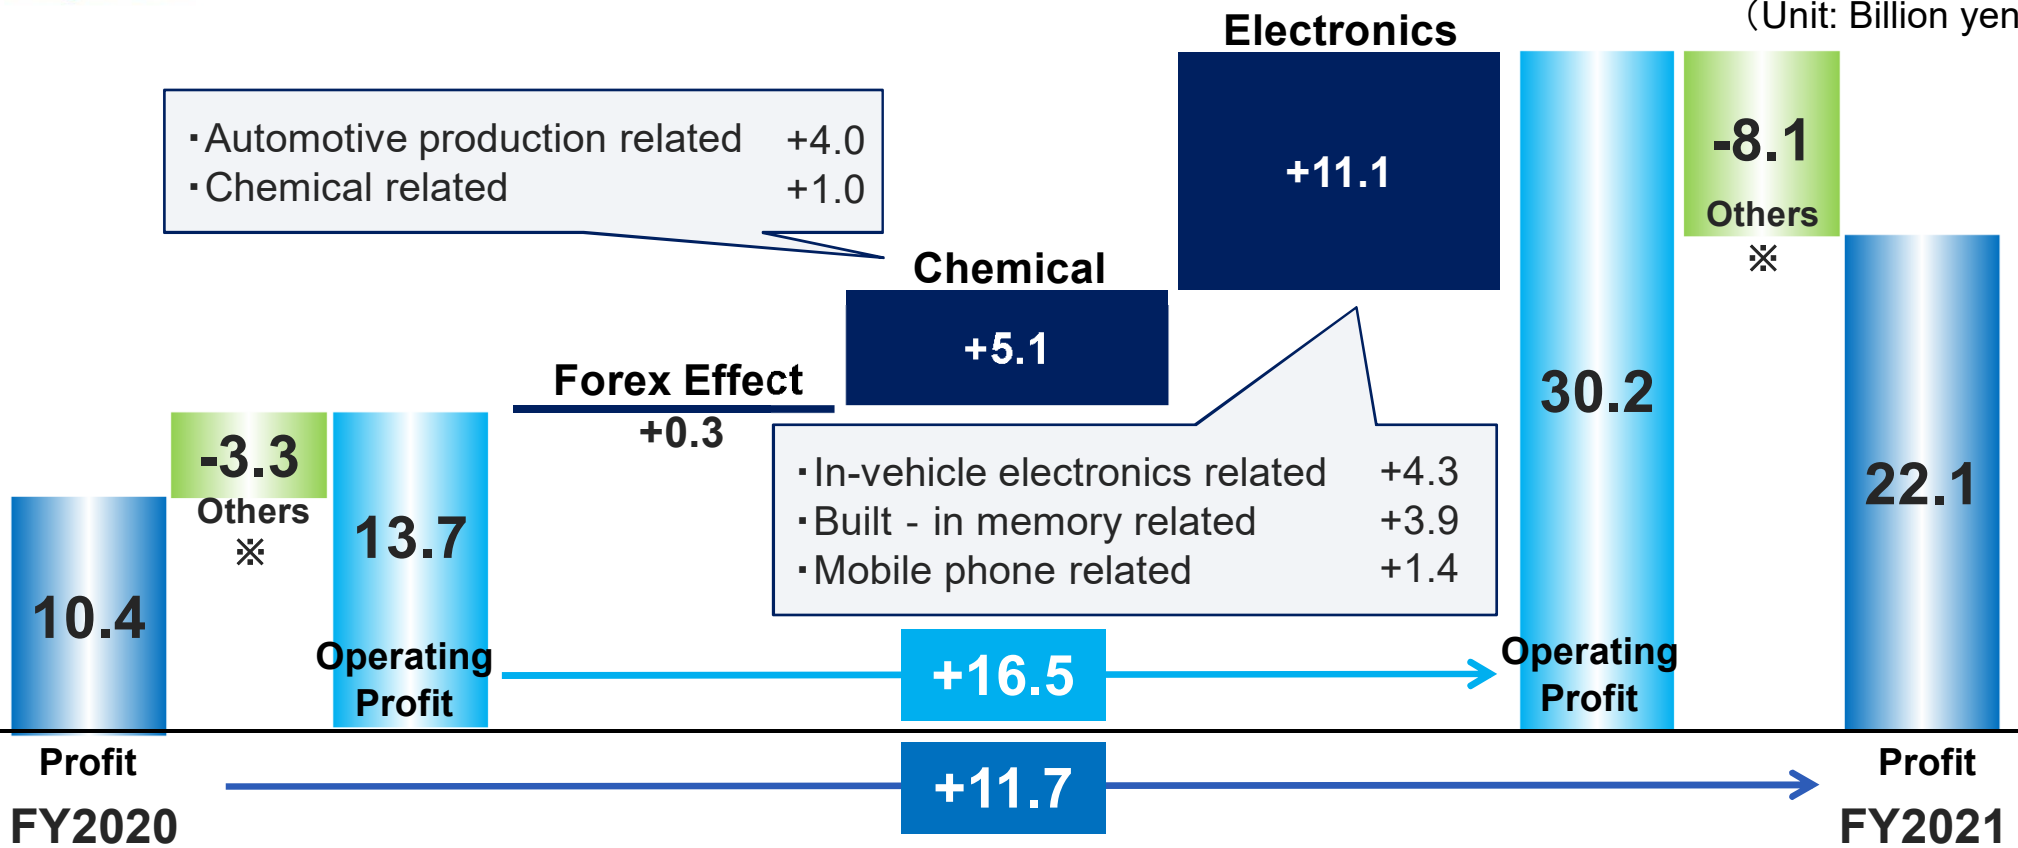 （Unit: Billion yen
Electronics
+11.1
・Automotive production related +4.0
・Chemical related +1.0
Chemical
+5.1
Forex Effect
+0.3
・In-vehicle electronics related +4.3
・Built - in memory related +3.9
・Mobile phone related +1.4
10.4
-3.3
Others
※
13.7
Operating
Profit
+16.5
30.2
Operating
Profit
-8.1
Others
※
22.1
Profit
+11.7
Profit
FY2020
FY2021